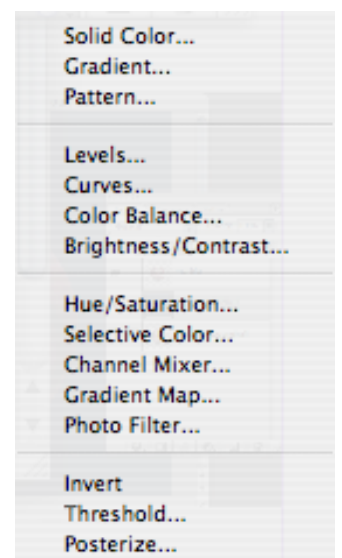 Solid Color...
Gradient...
Pattern...
Levels...
Curves...
Color Balance...
Brightness/Contrast...
Hue/Saturation...
Selective Color...
Channel Mixer...
Gradient Map...
Photo Filter...
Invert
Threshold...
Posterize...